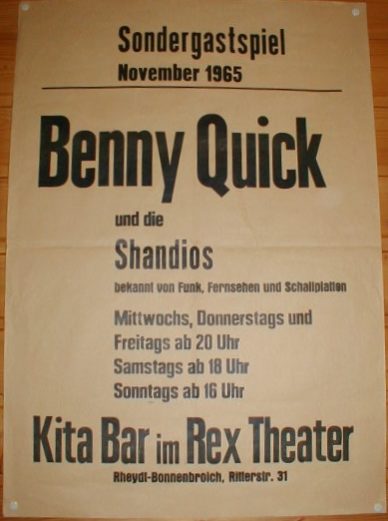 Sondergastspiel
November 1965
Benny Quick
und die
Shandios
bekannt von Funk, Fernsehen und Schallplatten
Mittwochs, Donnerstags und
Freitags ab 20 Uhr
Samstags ab 18 Uhr
Sonntags ab 16 Uhr
Kita Bar im Rex Theater
Rheydt-Bonnenbroich, Ritterstr. 31